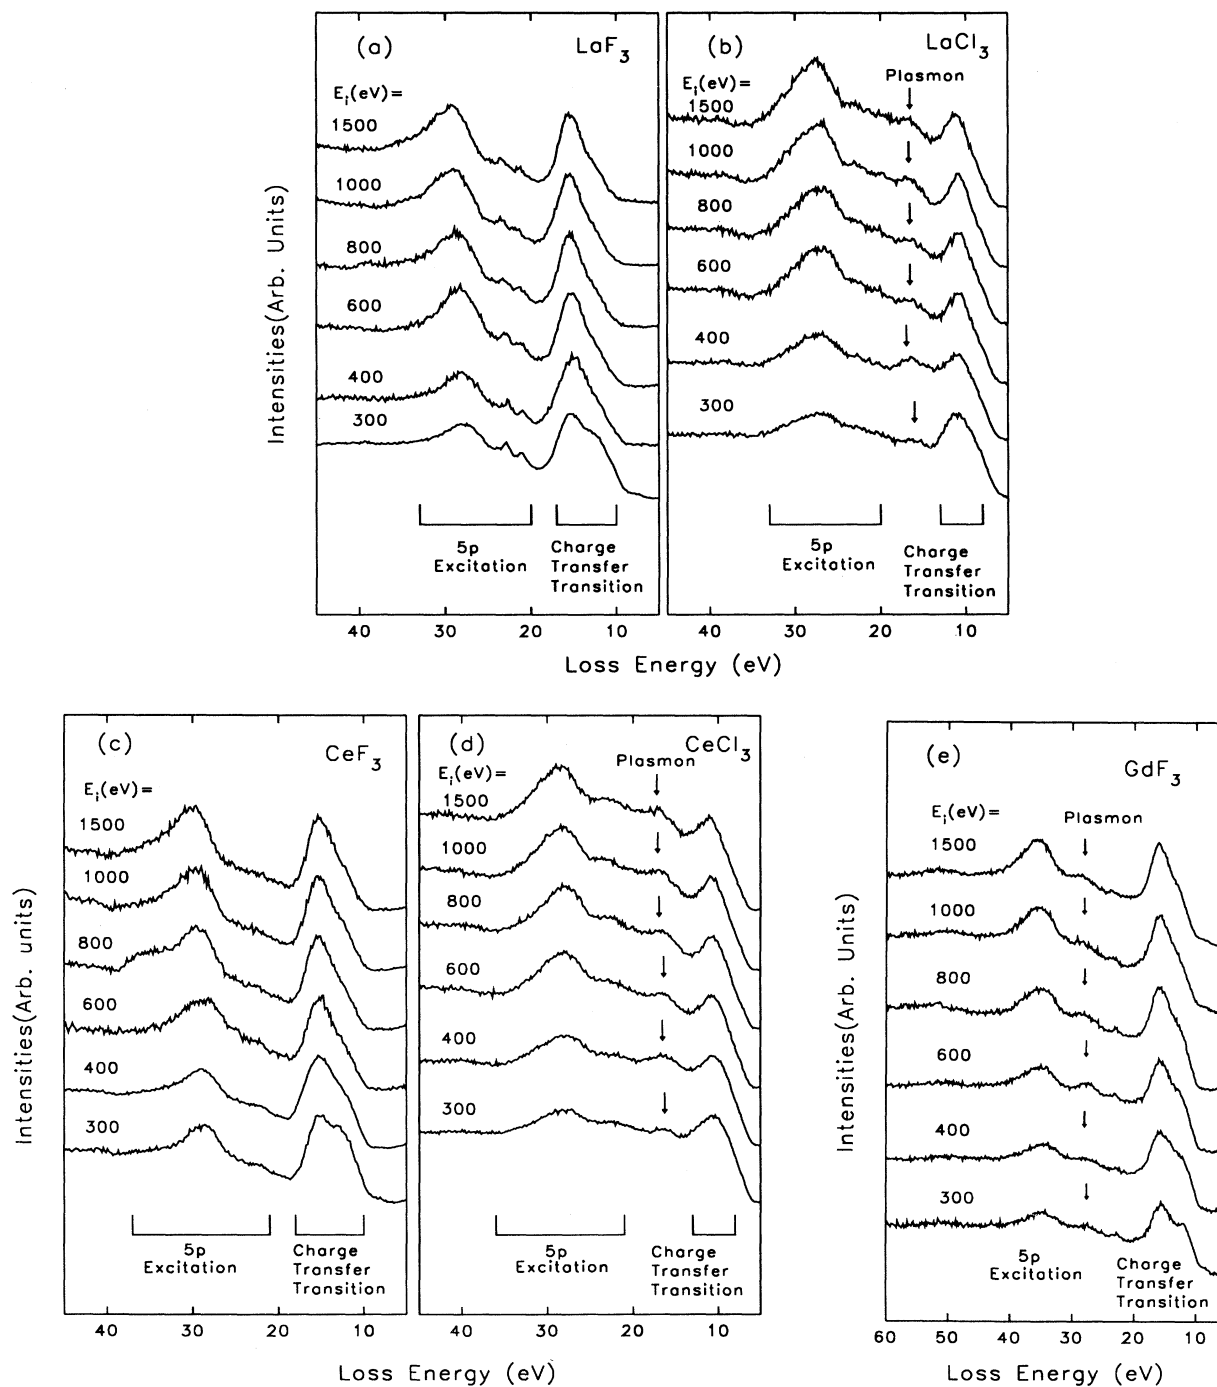 (a)
LaF3
Ei(eV)=
1500
1000
800
600
400
300
5p
Excitation
Charge
Transfer
Transition
40
30
20
10
(b)
LaCl3
Plasmon
Ei(eV)=
1500
1000
800
600
400
300
5p
Excitation
Charge
Transfer
Transition
40
30
20
10
Intensities(Arb. Units)
Loss Energy (eV)
(c)
CeF3
Ei(eV)=
1500
1000
800
600
400
300
5p
Excitation
Charge
Transfer
Transition
40
30
20
10
Intensities(Arb. units)
(d)
CeCl3
Plasmon
Ei(eV)=
1500
1000
800
600
400
300
5p
Excitation
Charge
Transfer
Transition
40
30
20
10
Loss Energy (eV)
(e)
GdF3
Ei(eV)=
Plasmon
1500
1000
800
600
400
300
5p
Excitation
Charge
Transfer
Transition
60
50
40
30
20
10
Intensities(Arb. Units)
Loss Energy (eV)